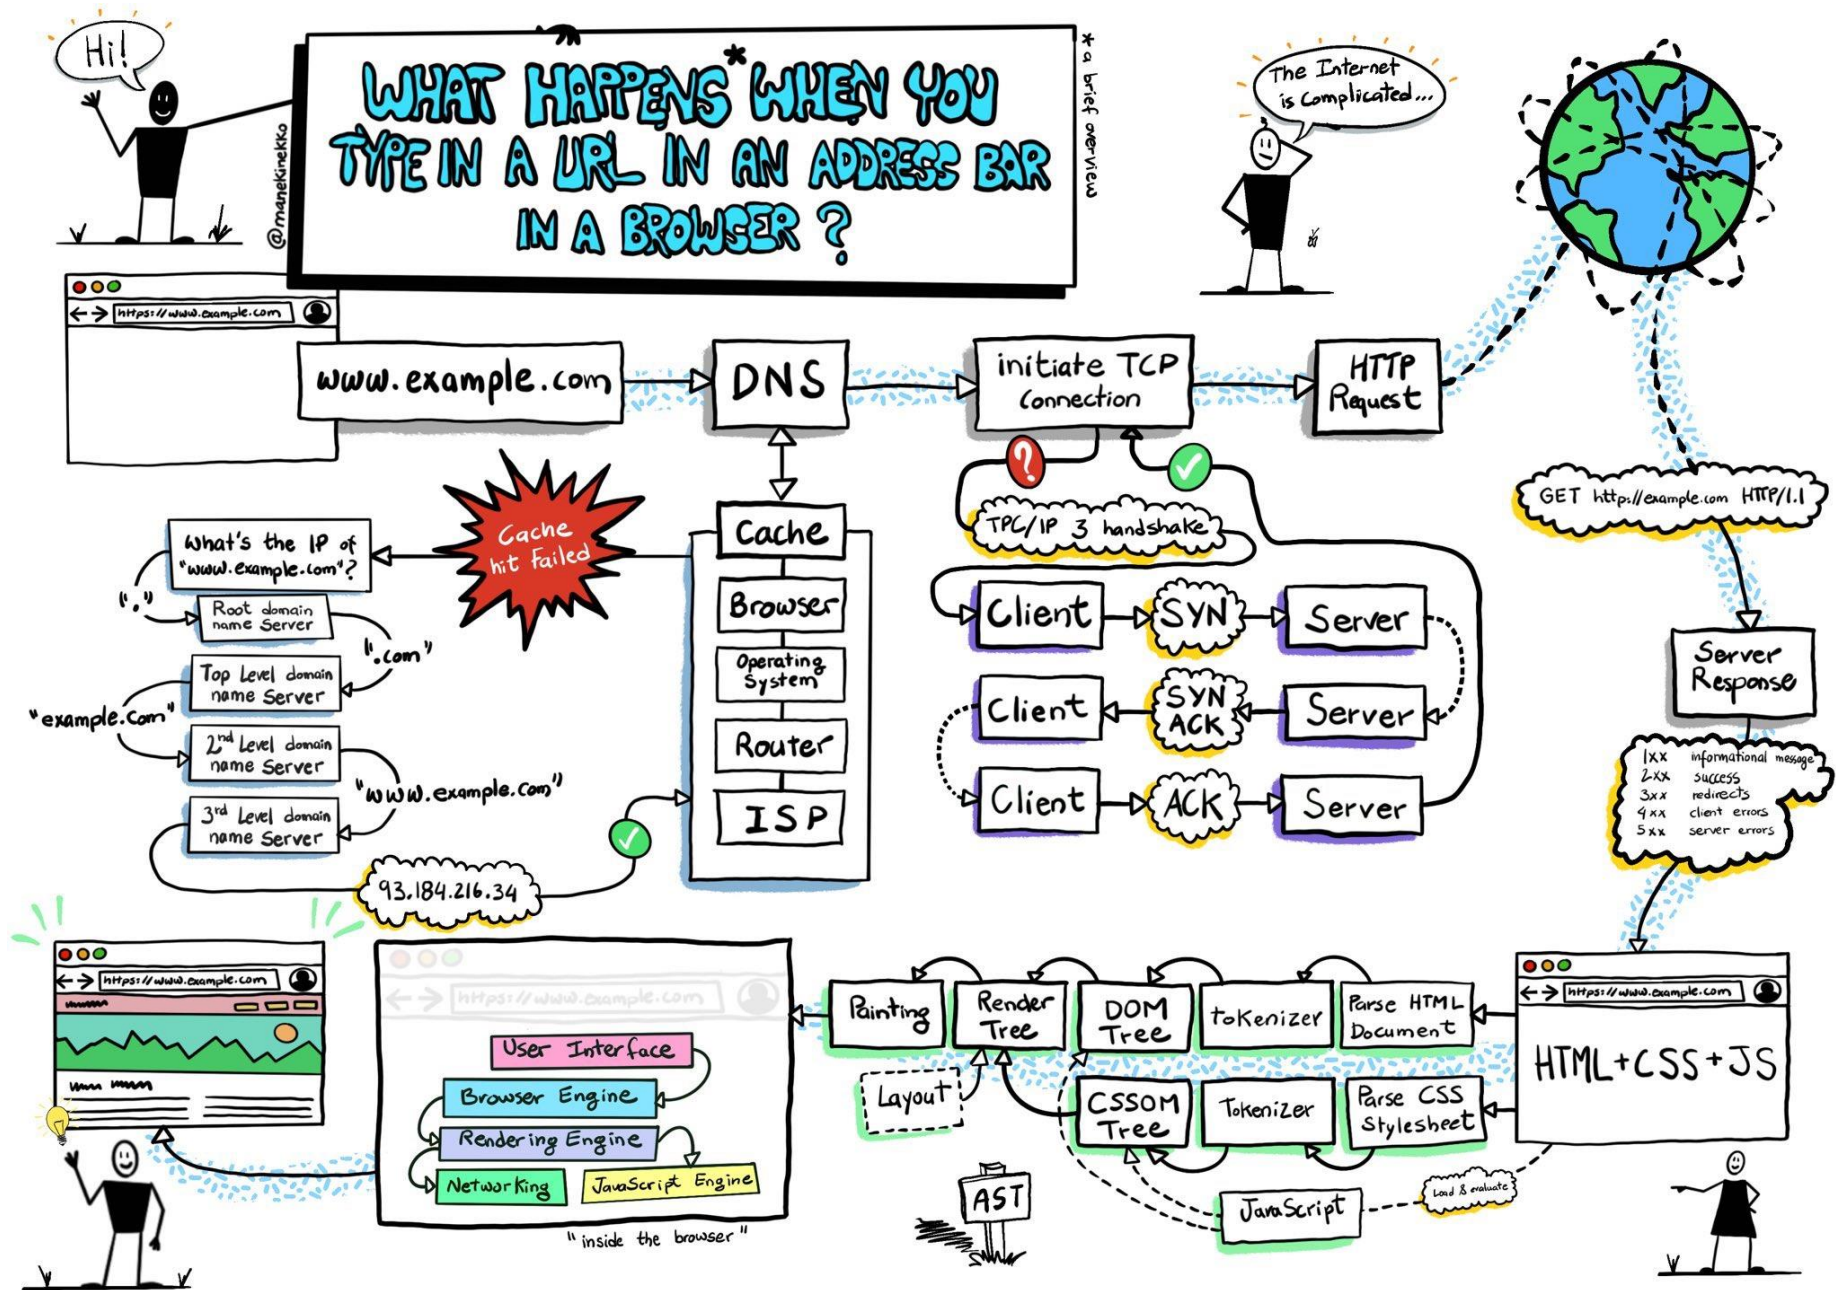 Hi!
@manekinekko
WHAT HAPPENS* WHEN YOU
TYPE IN A URL IN AN ADDRESS BAR
IN A BROWSER ?
* a brief overview
The Internet
is complicated...
https://www.example.com
www.example.com
DNS
initiate TCP
Connection
HTTP
Request
GET http://example.com HTTP/1.1
Server
Response
1xx informational message
2xx success
3xx redirects
4xx client errors
5xx server errors
Cache
Browser
Operating
System
Router
ISP
Cache
hit Failed
What's the IP of
"www.example.com"?
"."
Root domain
name Server
".com"
Top Level domain
name Server
"example.com"
2nd Level domain
name Server
"www.example.com"
3rd Level domain
name Server
93.184.216.34
?
TPC/IP 3 handshake
Client
SYN
Server
Client
SYN
ACK
Server
Client
ACK
Server
https://www.example.com
HTML+CSS+JS
Parse HTML
Document
tokenizer
DOM
Tree
Render
Tree
Painting
Layout
Parse CSS
Stylesheet
Tokenizer
CSSOM
Tree
Load & evaluate
JavaScript
AST
https://www.example.com
User Interface
Browser Engine
Rendering Engine
Networking
JavaScript Engine
"inside the browser"
https://www.example.com